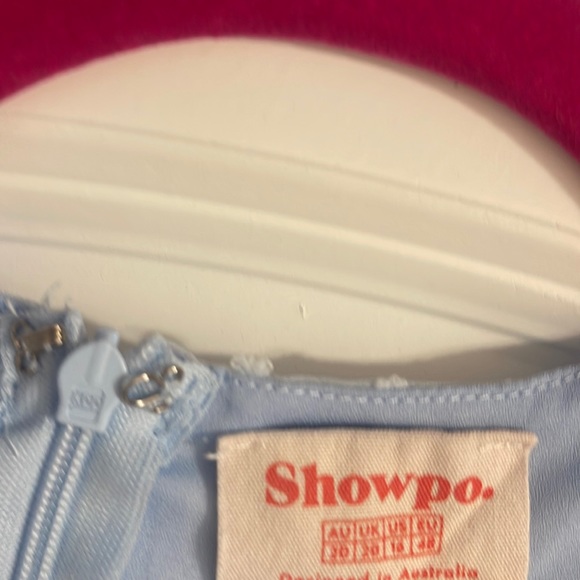 Showpo.
AU UK US EU
20 20 16 48
Designed in Australia